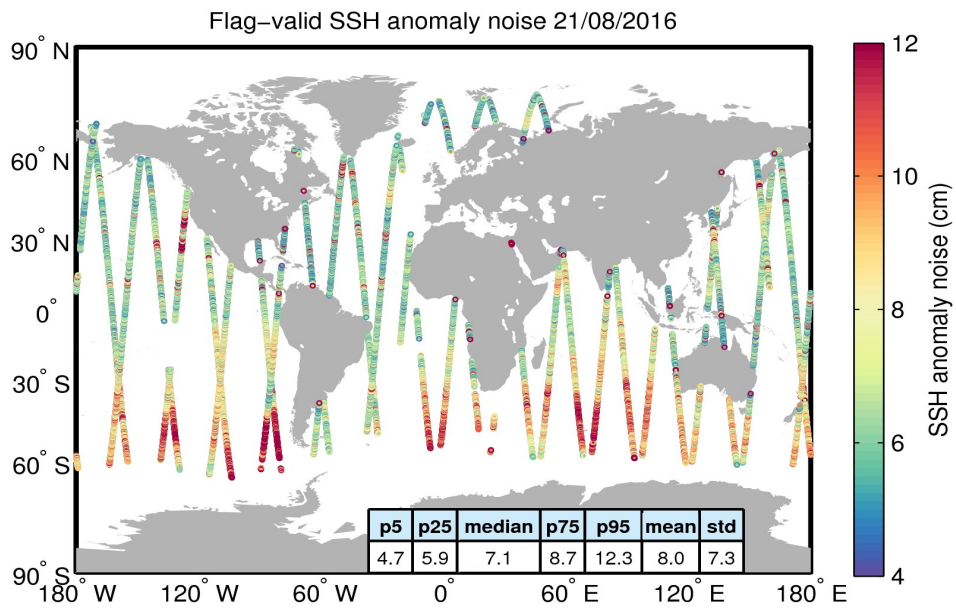 Flag−valid SSH anomaly noise 21/08/2016
90° N
60° N
30° N
0°
30° S
60° S
90° S
180° W 120° W 60° W 0° 60° E 120° E 180° E
p5 p25 median p75 p95 mean std
4.7 5.9 7.1 8.7 12.3 8.0 7.3
12
10
8
6
4
SSH anomaly noise (cm)